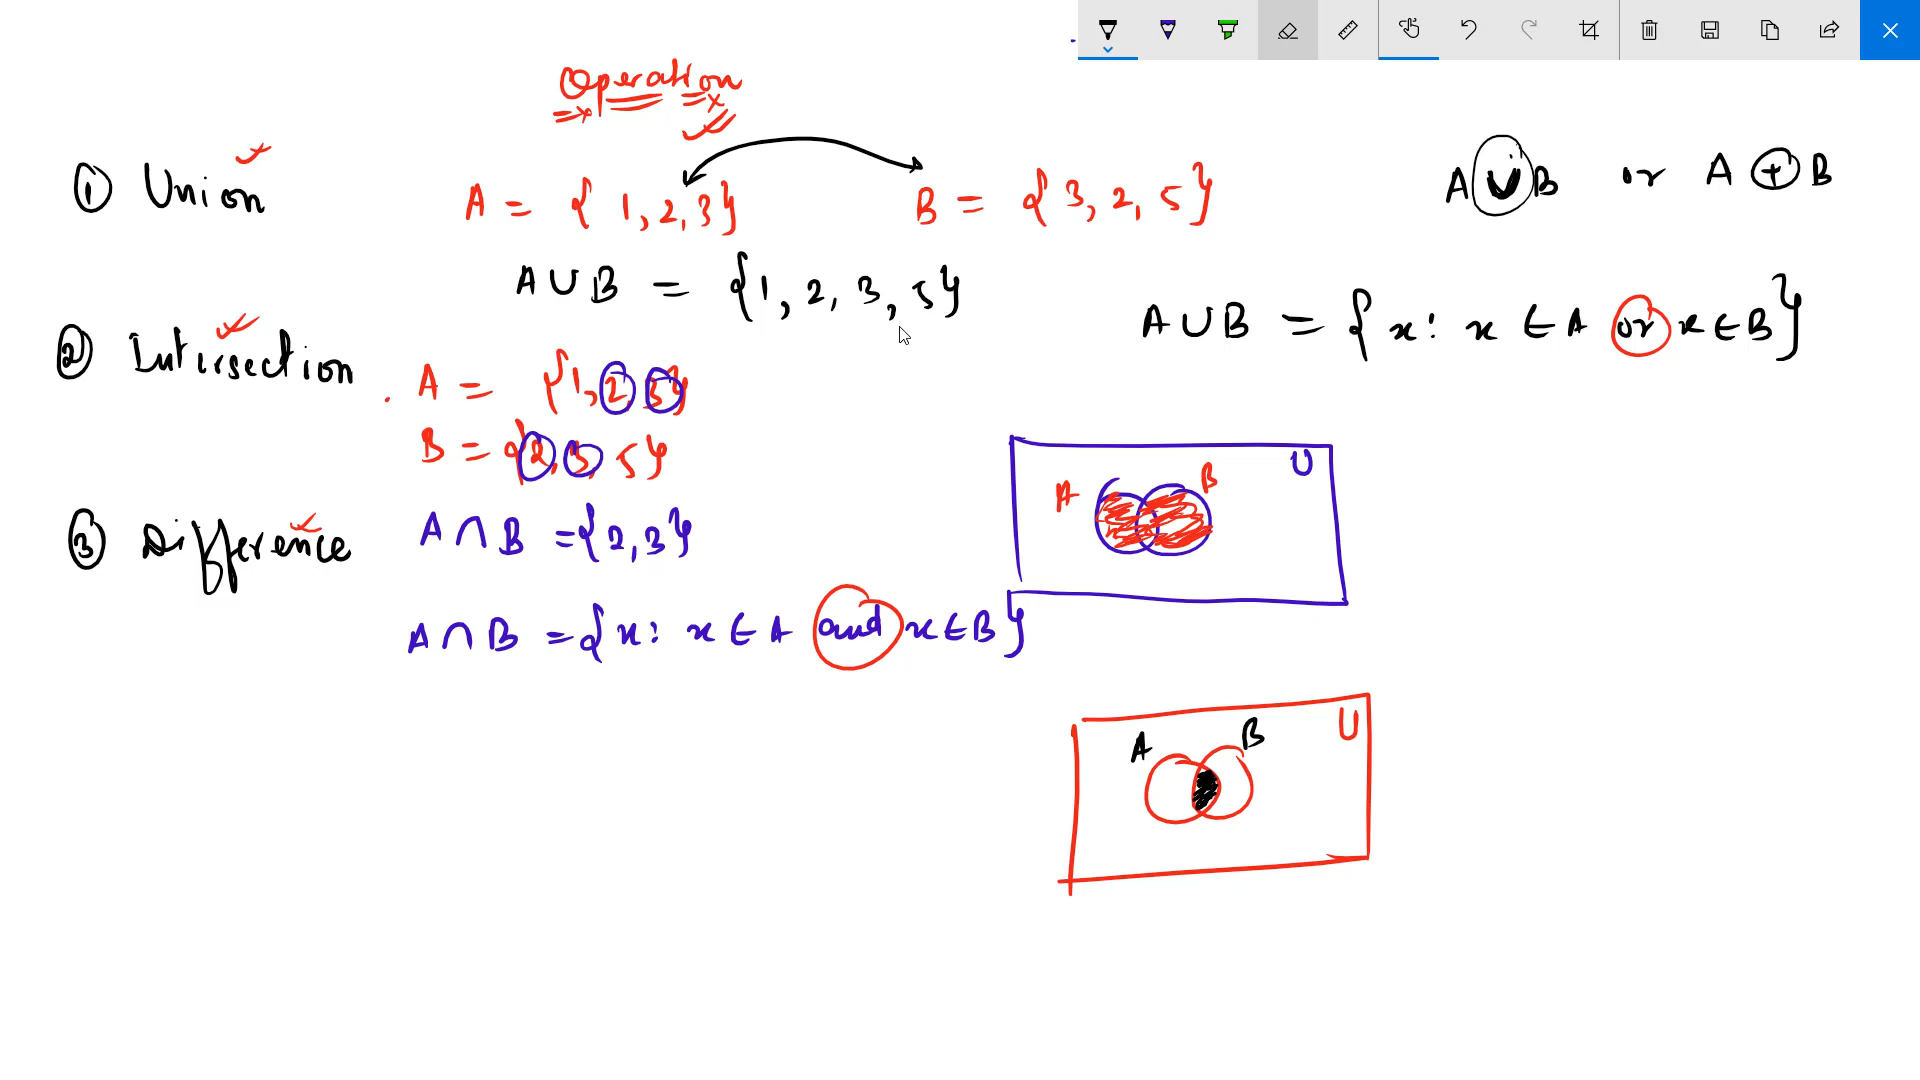 Operation
① Union
A = { 1, 2, 3}
B = { 3, 2, 5}
A ∪ B or A + B
A ∪ B = {1, 2, 3, 5}
A ∪ B = { x : x ∈ A or x ∈ B}
② Intersection
A = {1, 2, 3}
B = {2, 3, 5}
A ∩ B = {2, 3}
A ∩ B = {x : x ∈ A and x ∈ B}
③ Difference
U
A
B
U
A
B